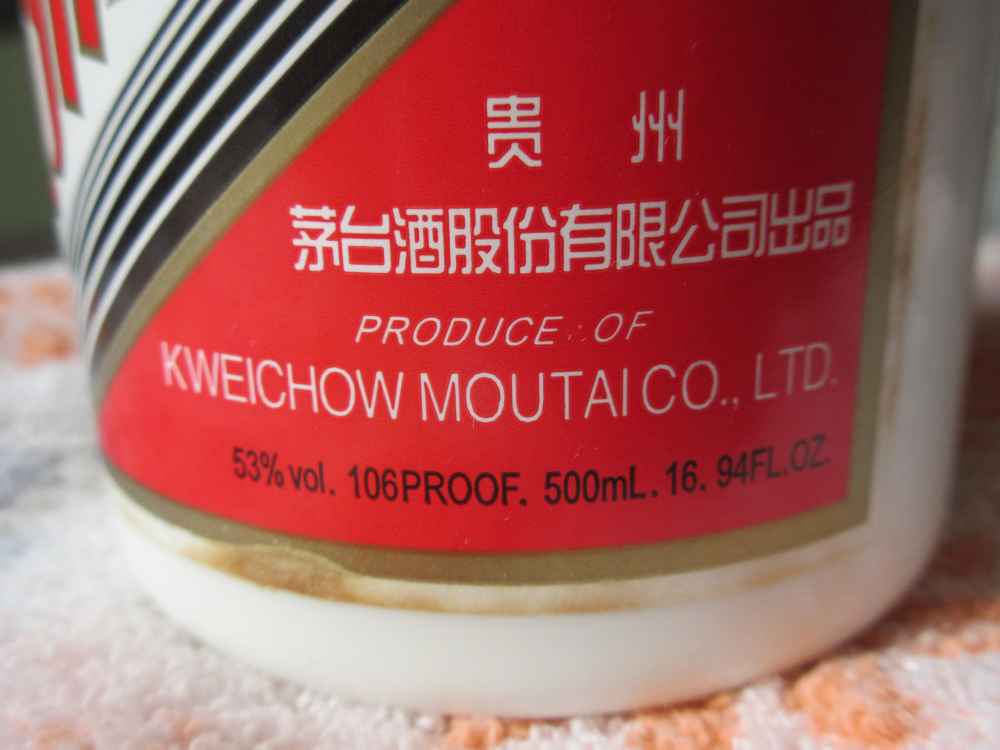 贵 州
茅台酒股份有限公司出品
PRODUCE OF
KWEICHOW MOUTAI CO., LTD.
53% vol. 106PROOF. 500mL. 16. 94FL.OZ.